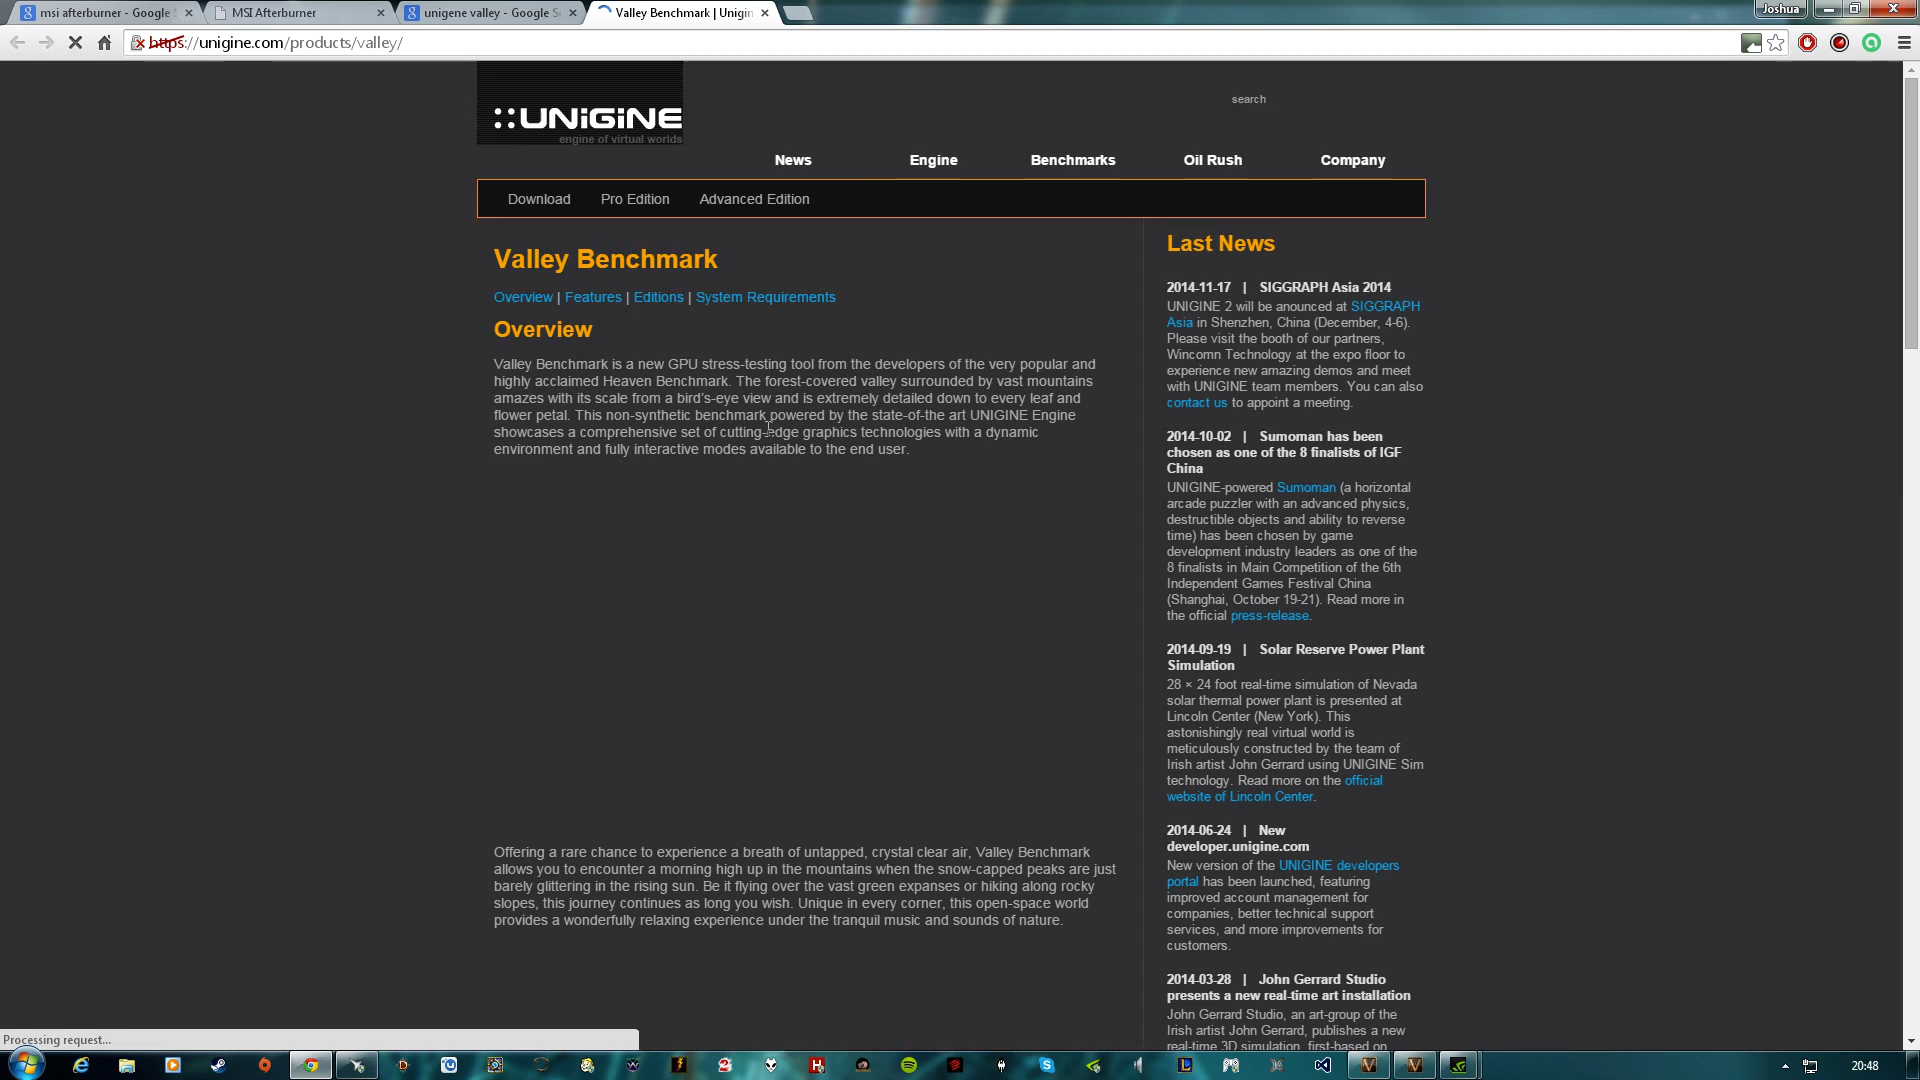 msi afterburner - Google S
MSI Afterburner
unigene valley - Google Se
Valley Benchmark | Unigin
Joshua
https://unigine.com/products/valley/
::UNiGiNE
engine of virtual worlds
search
News
Engine
Benchmarks
Oil Rush
Company
Download
Pro Edition
Advanced Edition
Valley Benchmark
Overview | Features | Editions | System Requirements
Overview
Valley Benchmark is a new GPU stress-testing tool from the developers of the very popular and
highly acclaimed Heaven Benchmark. The forest-covered valley surrounded by vast mountains
amazes with its scale from a bird's-eye view and is extremely detailed down to every leaf and
flower petal. This non-synthetic benchmark powered by the state-of-the art UNIGINE Engine
showcases a comprehensive set of cutting-edge graphics technologies with a dynamic
environment and fully interactive modes available to the end user.
Offering a rare chance to experience a breath of untapped, crystal clear air, Valley Benchmark
allows you to encounter a morning high up in the mountains when the snow-capped peaks are just
barely glittering in the rising sun. Be it flying over the vast green expanses or hiking along rocky
slopes, this journey continues as long you wish. Unique in every corner, this open-space world
provides a wonderfully relaxing experience under the tranquil music and sounds of nature.
Last News
2014-11-17 | SIGGRAPH Asia 2014
UNIGINE 2 will be anounced at SIGGRAPH
Asia in Shenzhen, China (December, 4-6).
Please visit the booth of our partners,
Wincomn Technology at the expo floor to
experience new amazing demos and meet
with UNIGINE team members. You can also
contact us to appoint a meeting.
2014-10-02 | Sumoman has been
chosen as one of the 8 finalists of IGF
China
UNIGINE-powered Sumoman (a horizontal
arcade puzzler with an advanced physics,
destructible objects and ability to reverse
time) has been chosen by game
development industry leaders as one of the
8 finalists in Main Competition of the 6th
Independent Games Festival China
(Shanghai, October 19-21). Read more in
the official press-release.
2014-09-19 | Solar Reserve Power Plant
Simulation
28 × 24 foot real-time simulation of Nevada
solar thermal power plant is presented at
Lincoln Center (New York). This
astonishingly real virtual world is
meticulously constructed by the team of
Irish artist John Gerrard using UNIGINE Sim
technology. Read more on the official
website of Lincoln Center.
2014-06-24 | New
developer.unigine.com
New version of the UNIGINE developers
portal has been launched, featuring
improved account management for
companies, better technical support
services, and more improvements for
customers.
2014-03-28 | John Gerrard Studio
presents a new real-time art installation
John Gerrard Studio, an art-group of the
Irish artist John Gerrard, publishes a new
real-time 3D simulation, first-based on
Processing request...
20:48